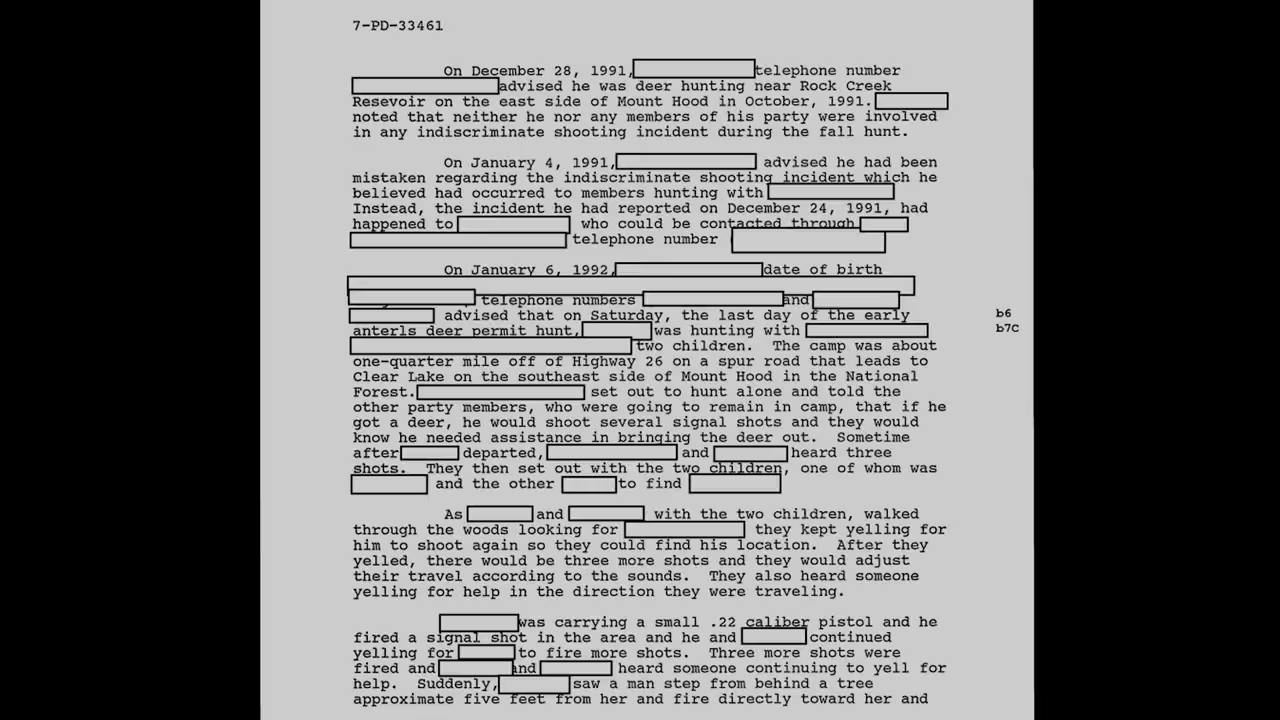 7-PD-33461
On December 28, 1991, telephone number
advised he was deer hunting near Rock Creek
Resevoir on the east side of Mount Hood in October, 1991.
noted that neither he nor any members of his party were involved
in any indiscriminate shooting incident during the fall hunt.
On January 4, 1991, advised he had been
mistaken regarding the indiscriminate shooting incident which he
believed had occurred to members hunting with
Instead, the incident he had reported on December 24, 1991, had
happened to who could be contacted through
telephone number
On January 6, 1992, date of birth
telephone numbers and
advised that on Saturday, the last day of the early
b6
anterls deer permit hunt, was hunting with
b7C
two children. The camp was about
one-quarter mile off of Highway 26 on a spur road that leads to
Clear Lake on the southeast side of Mount Hood in the National
Forest. set out to hunt alone and told the
other party members, who were going to remain in camp, that if he
got a deer, he would shoot several signal shots and they would
know he needed assistance in bringing the deer out. Sometime
after departed, and heard three
shots. They then set out with the two children, one of whom was
and the other to find
As and with the two children, walked
through the woods looking for they kept yelling for
him to shoot again so they could find his location. After they
yelled, there would be three more shots and they would adjust
their travel according to the sounds. They also heard someone
yelling for help in the direction they were traveling.
was carrying a small .22 caliber pistol and he
fired a signal shot in the area and he and continued
yelling for to fire more shots. Three more shots were
fired and and heard someone continuing to yell for
help. Suddenly, saw a man step from behind a tree
approximate five feet from her and fire directly toward her and